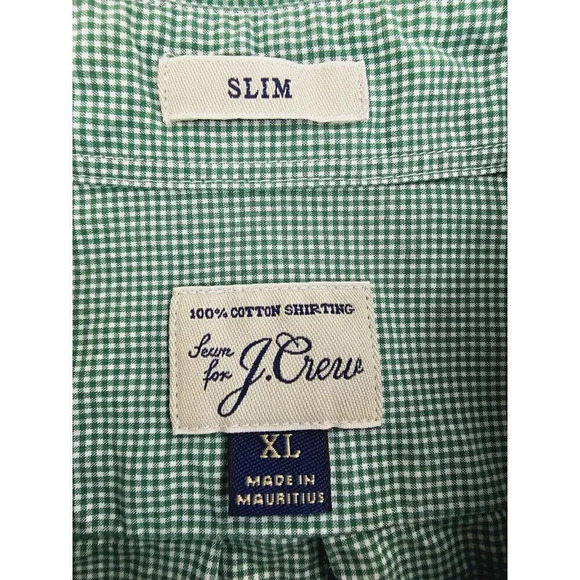 SLIM
100% COTTON SHIRTING
Sewn
for J.Crew
XL
MADE IN
MAURITIUS